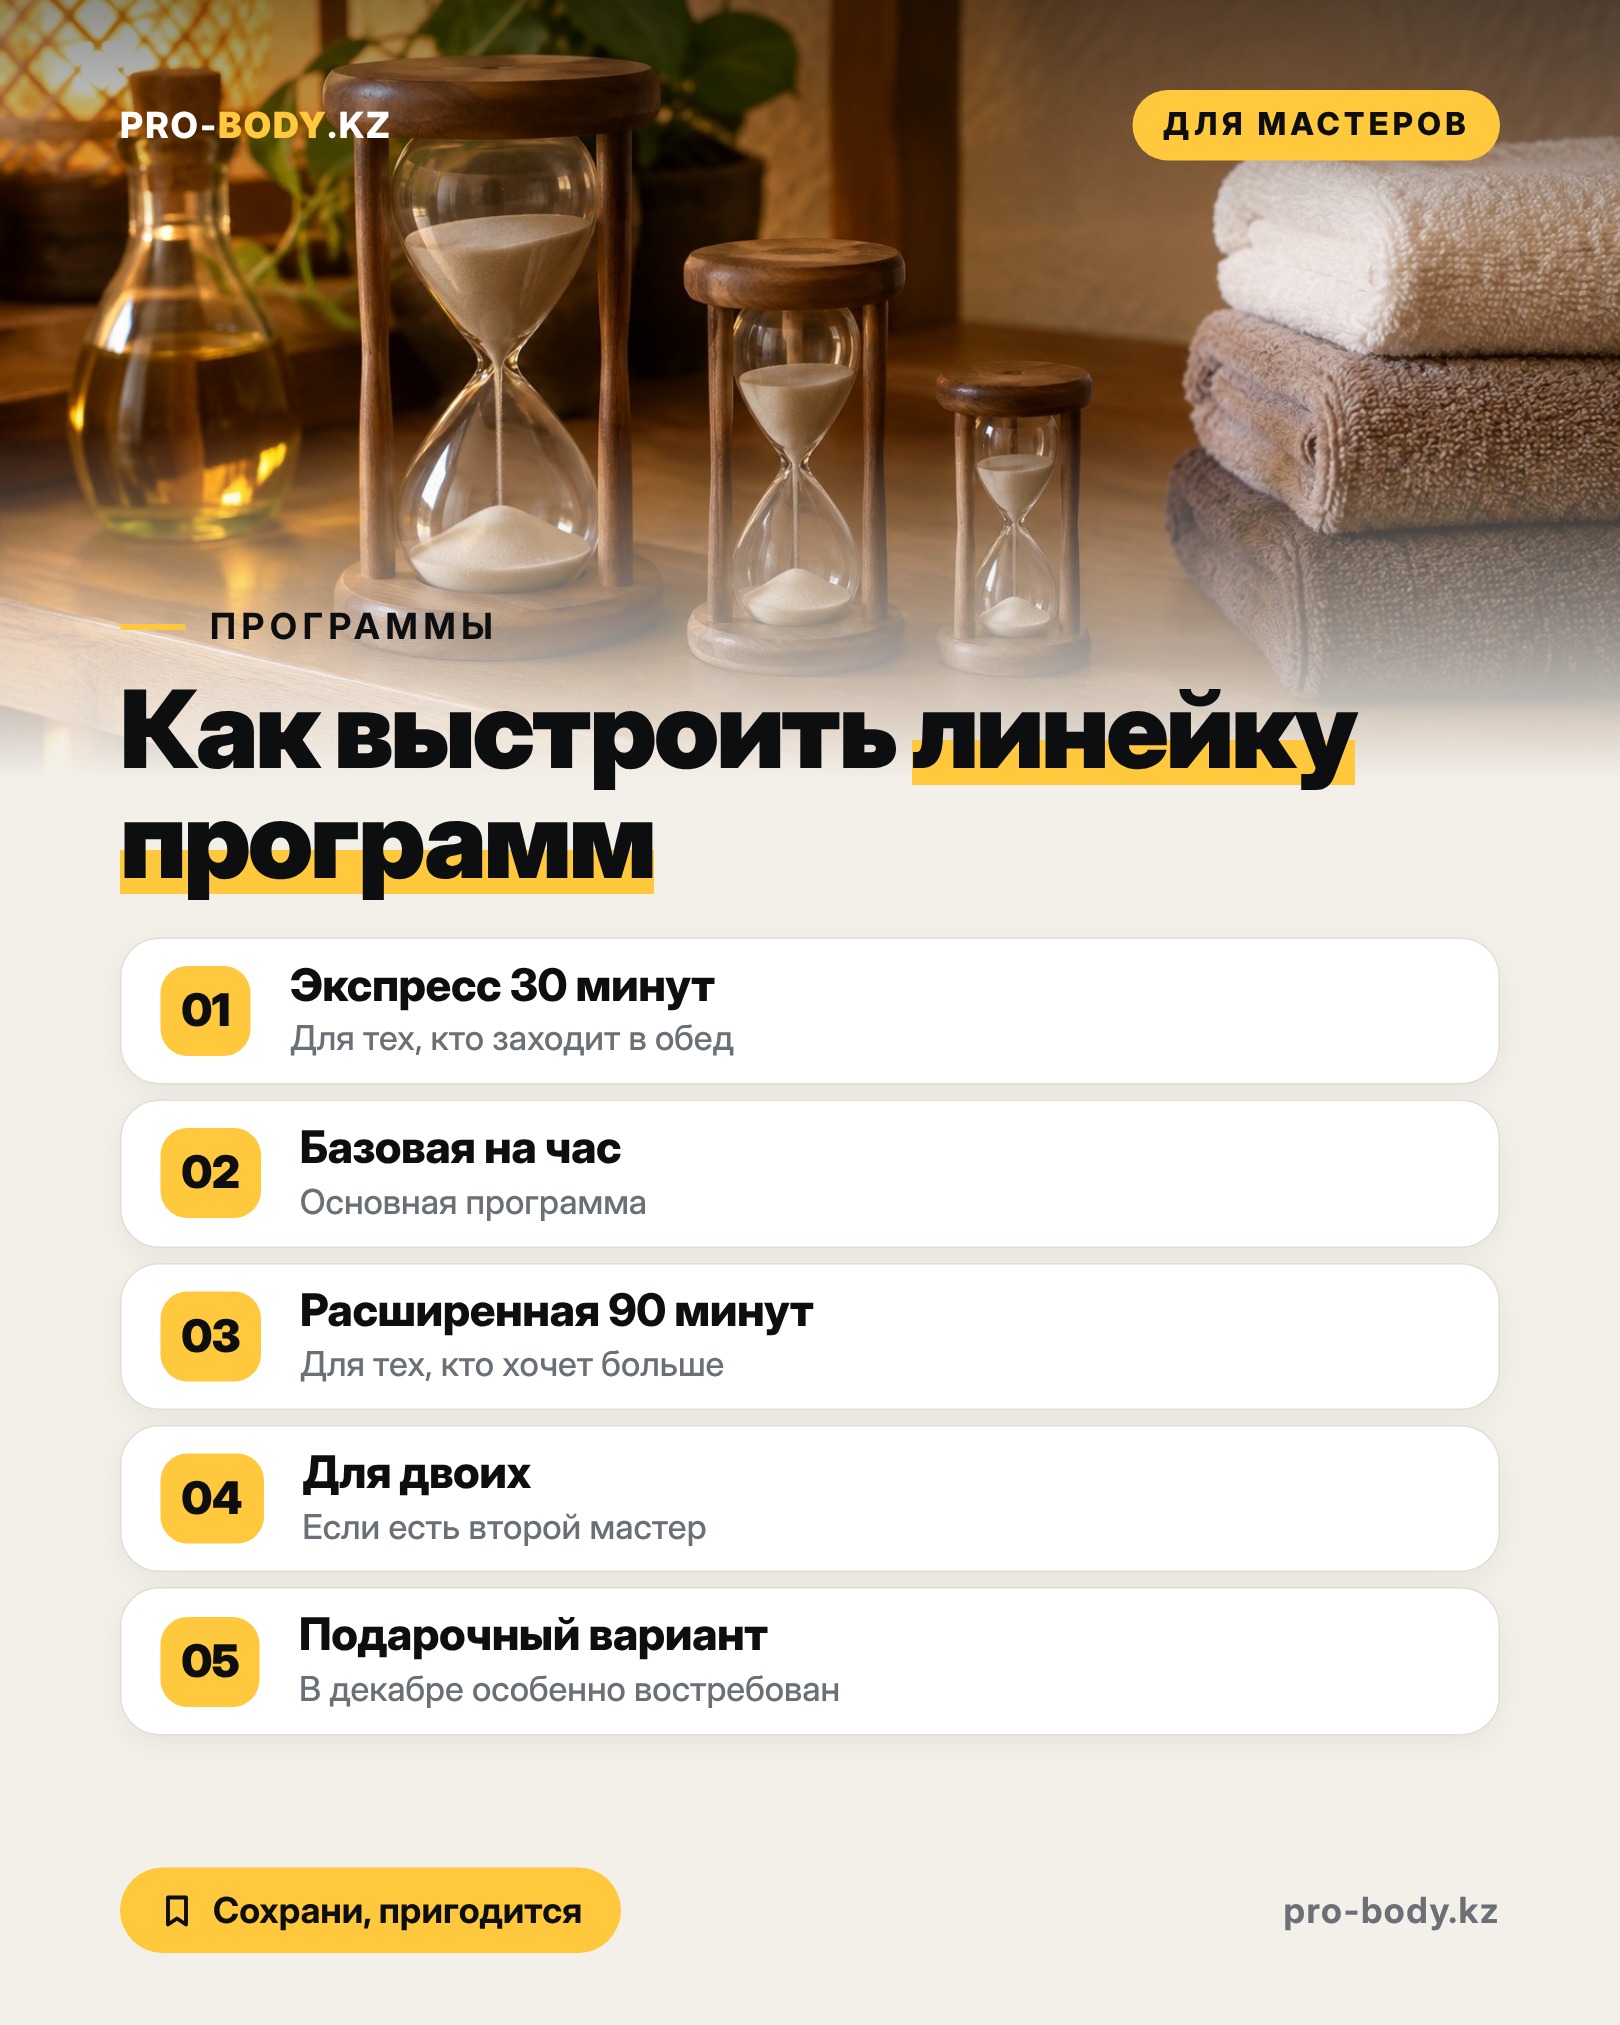 PRO-BODY.KZ
ДЛЯ МАСТЕРОВ
ПРОГРАММЫ
Как выстроить линейку
программ
01
Экспресс 30 минут
Для тех, кто заходит в обед
02
Базовая на час
Основная программа
03
Расширенная 90 минут
Для тех, кто хочет больше
04
Для двоих
Если есть второй мастер
05
Подарочный вариант
В декабре особенно востребован
Сохрани, пригодится
pro-body.kz